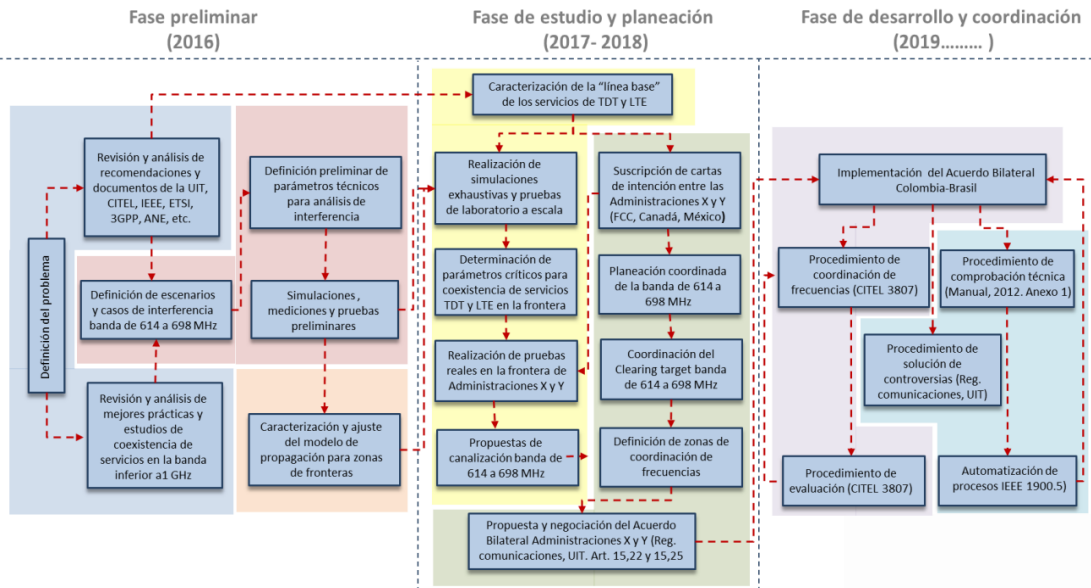 Fase preliminar
(2016)
Fase de estudio y planeación
(2017- 2018)
Fase de desarrollo y coordinación
(2019……… )
Definición del problema
Revisión y análisis de
recomendaciones y
documentos de la UIT,
CITEL, IEEE, ETSI,
3GPP, ANE, etc.
Definición de escenarios
y casos de interferencia
banda de 614 a 698 MHz
Revisión y análisis de
mejores prácticas y
estudios de
coexistencia de
servicios en la banda
inferior a1 GHz
Definición preliminar de
parámetros técnicos
para análisis de
interferencia
Simulaciones ,
mediciones y pruebas
preliminares
Caracterización y ajuste
del modelo de
propagación para
zonas de fronteras
Caracterización de la “línea base”
de los servicios de TDT y LTE
Realización de
simulaciones
exhaustivas y pruebas
de laboratorio a escala
Determinación de
parámetros críticos para
coexistencia de servicios
TDT y LTE en la frontera
Realización de pruebas
reales en la frontera de
Administraciones X y Y
Propuestas de
canalización banda de
614 a 698 MHz
Suscripción de cartas
de intención entre las
Administraciones X y Y
(FCC, Canadá, México)
Planeación coordinada
de la banda de 614 a
698 MHz
Coordinación del
Clearing target banda
de 614 a 698 MHz
Definición de zonas de
coordinación de
frecuencias
Propuesta y negociación del Acuerdo
Bilateral Administraciones X y Y (Reg.
comunicaciones, UIT. Art. 15,22 y 15,25
Implementación del Acuerdo Bilateral
Colombia-Brasil
Procedimiento de
coordinación de
frecuencias (CITEL 3807)
Procedimiento de
comprobación técnica
(Manual, 2012. Anexo 1)
Procedimiento de
solución de
controversias (Reg.
comunicaciones, UIT)
Procedimiento de
evaluación (CITEL 3807)
Automatización de
procesos IEEE 1900.5)